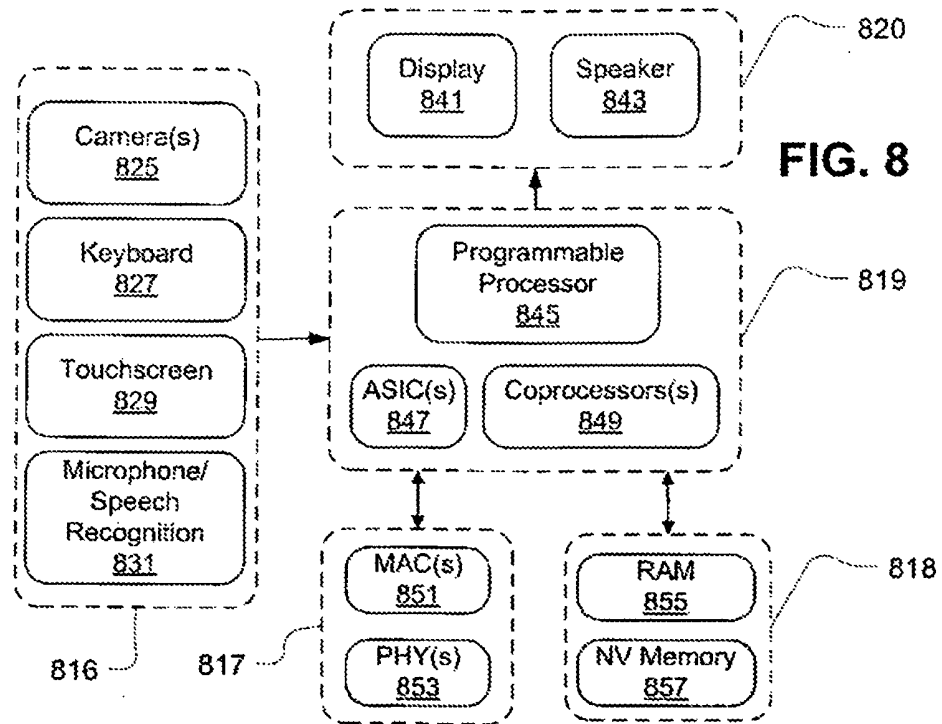 820
Display
841
Speaker
843
FIG. 8
Camera(s)
825
Keyboard
827
Touchscreen
829
Microphone/
Speech
Recognition
831
816
Programmable
Processor
845
ASIC(s)
847
Coprocessors(s)
849
819
MAC(s)
851
PHY(s)
853
817
RAM
855
NV Memory
857
818